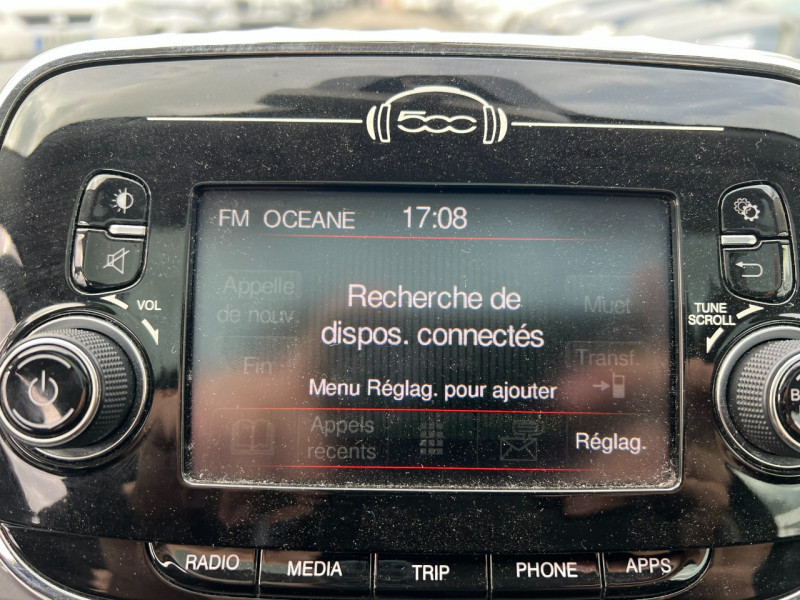 500
FM OCEANE 17:08
Appelle
de nouv.
Recherche de
dispos. connectés
Muet
Fin
Transf.
Menu Réglag. pour ajouter
Appels
récents
Réglag.
VOL
TUNE
SCROLL
RADIO MEDIA TRIP PHONE APPS